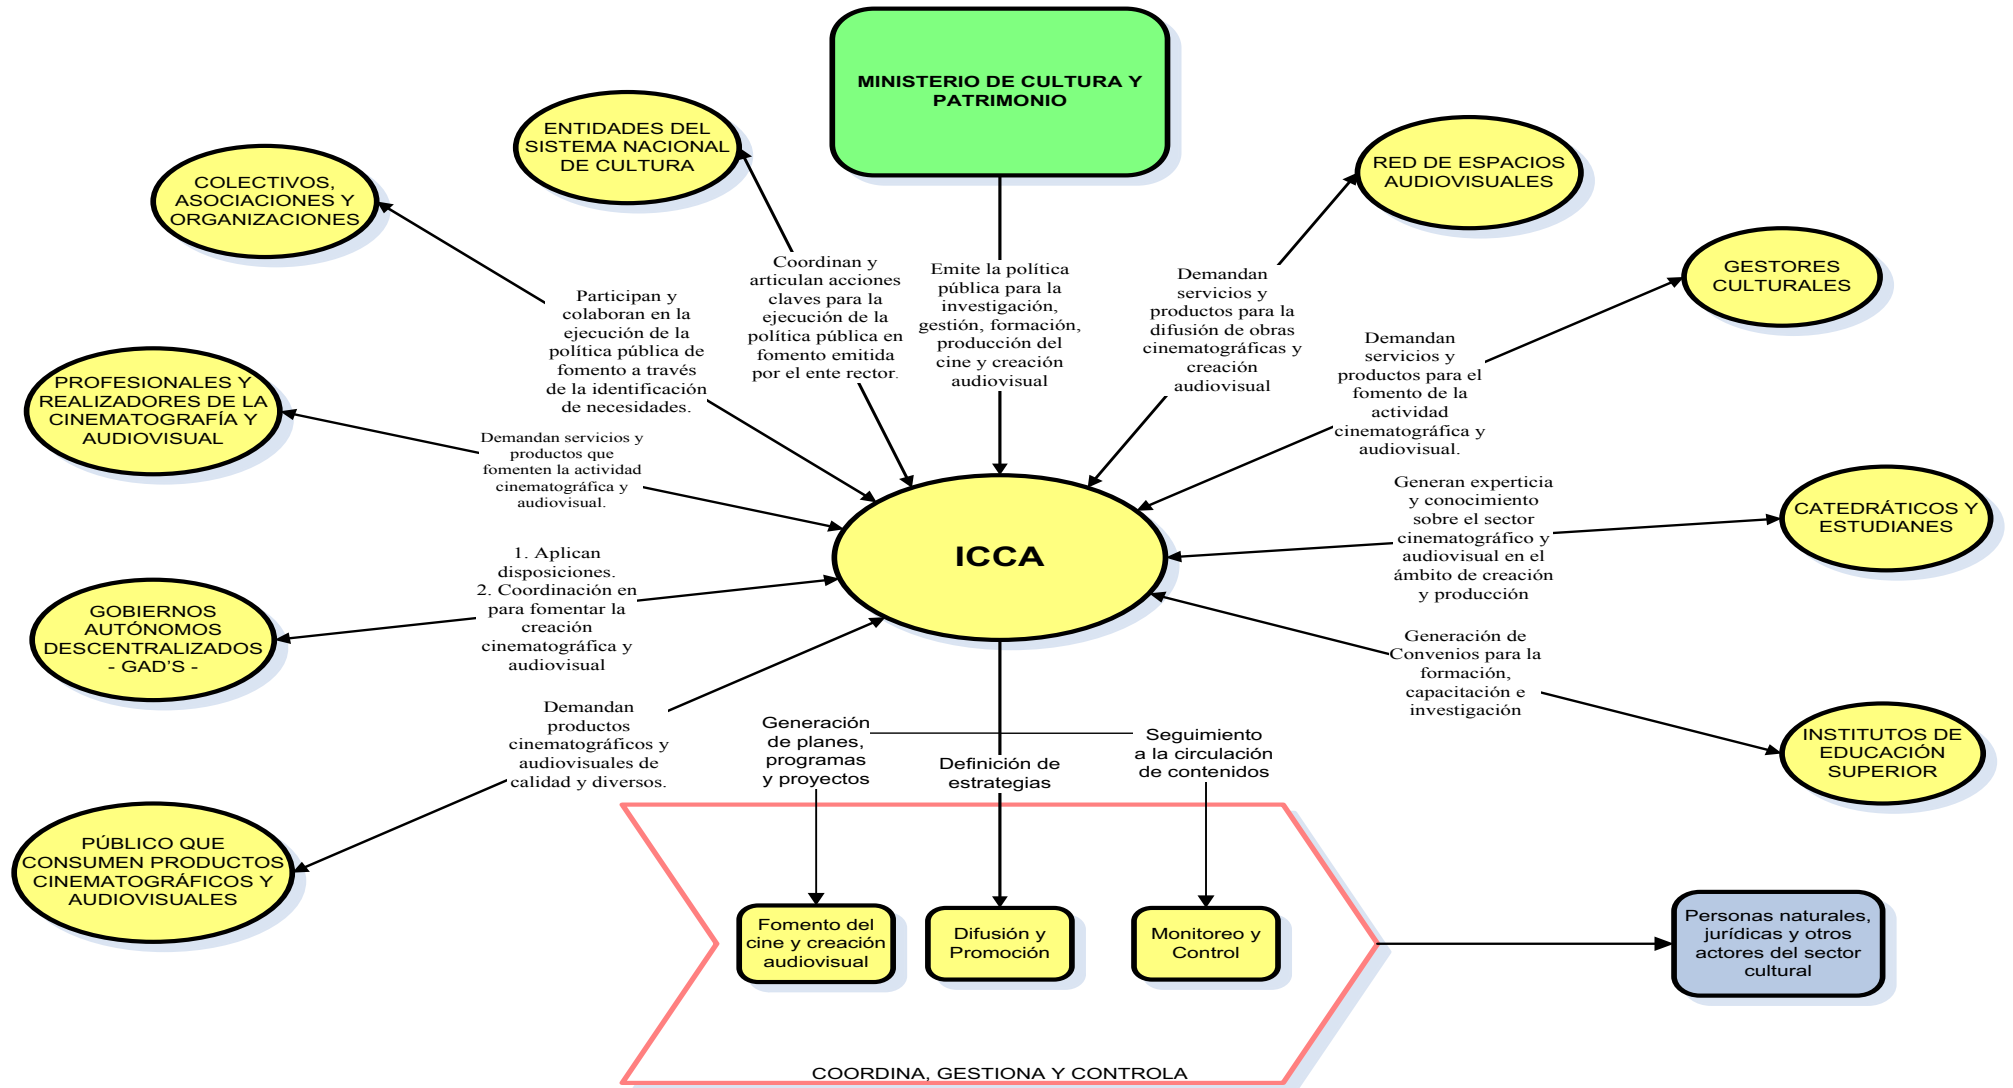 MINISTERIO DE CULTURA Y
PATRIMONIO
ENTIDADES DEL
SISTEMA NACIONAL
DE CULTURA
COLECTIVOS,
ASOCIACIONES Y
ORGANIZACIONES
RED DE ESPACIOS
AUDIOVISUALES
GESTORES
CULTURALES
Participan y
colaboran en la
ejecución de la
política pública de
fomento a través
de la identificación
de necesidades.
Coordinan y
articulan acciones
claves para la
ejecución de la
política pública en
fomento emitida
por el ente rector.
Emite la política
pública para la
investigación,
gestión, formación,
producción del
cine y creación
audiovisual
Demandan
servicios y
productos para la
difusión de obras
cinematográficas y
creación
audiovisual
Demandan
servicios y
productos para el
fomento de la
actividad
cinematográfica y
audiovisual.
PROFESIONALES Y
REALIZADORES DE LA
CINEMATOGRAFÍA Y
AUDIOVISUAL
Demandan servicios y
productos que
fomenten la actividad
cinematográfica y
audiovisual.
ICCA
Generan experticia
y conocimiento
sobre el sector
cinematográfico y
audiovisual en el
ámbito de creación
y producción
CATEDRÁTICOS Y
ESTUDIANES
GOBIERNOS
AUTÓNOMOS
DESCENTRALIZADOS
- GAD'S -
1. Aplican
disposiciones.
2. Coordinación en
para fomentar la
creación
cinematográfica y
audiovisual
Generación de
Convenios para la
formación,
capacitación e
investigación
INSTITUTOS DE
EDUCACIÓN
SUPERIOR
Demandan
productos
cinematográficos y
audiovisuales de
calidad y diversos.
PÚBLICO QUE
CONSUMEN PRODUCTOS
CINEMATOGRÁFICOS Y
AUDIOVISUALES
Generación
de planes,
programas
y proyectos
Definición de
estrategias
Seguimiento
a la circulación
de contenidos
Fomento del
cine y creación
audiovisual
Difusión y
Promoción
Monitoreo y
Control
Personas naturales,
jurídicas y otros
actores del sector
cultural
COORDINA, GESTIONA Y CONTROLA